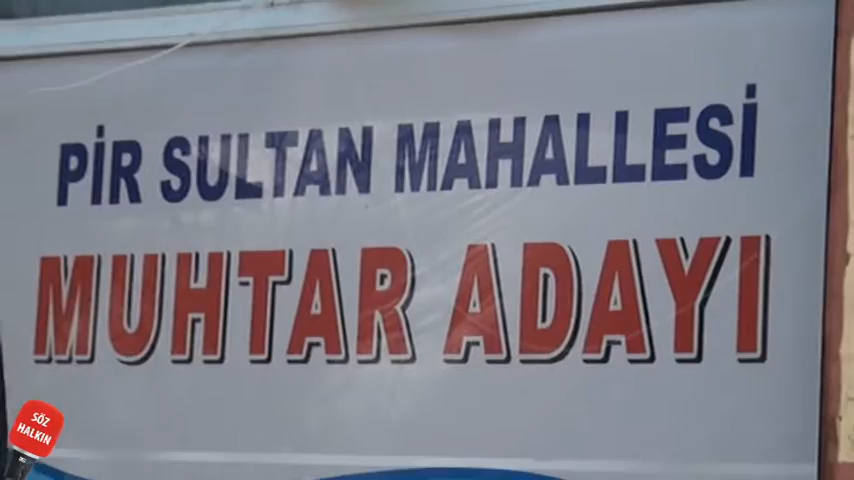 PİR SULTAN MAHALLESİ
MUHTAR ADAYI
SÖZ
HALKIN